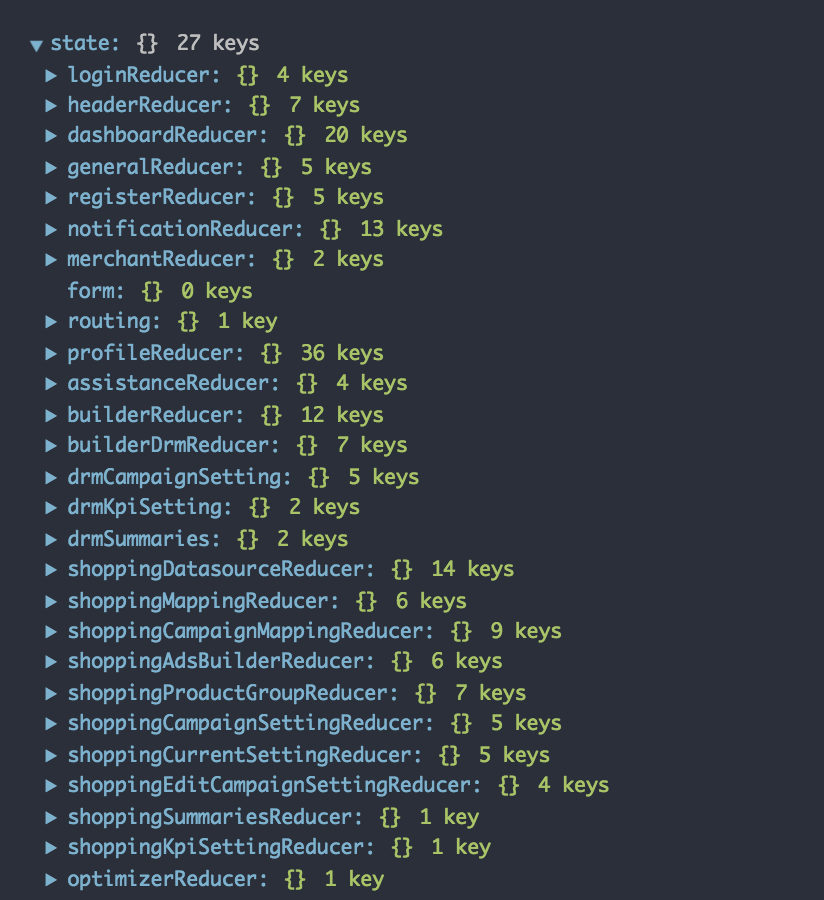 state: {} 27 keys
loginReducer: {} 4 keys
headerReducer: {} 7 keys
dashboardReducer: {} 20 keys
generalReducer: {} 5 keys
registerReducer: {} 5 keys
notificationReducer: {} 13 keys
merchantReducer: {} 2 keys
form: {} 0 keys
routing: {} 1 key
profileReducer: {} 36 keys
assistanceReducer: {} 4 keys
builderReducer: {} 12 keys
builderDrmReducer: {} 7 keys
drmCampaignSetting: {} 5 keys
drmKpiSetting: {} 2 keys
drmSummaries: {} 2 keys
shoppingDatasourceReducer: {} 14 keys
shoppingMappingReducer: {} 6 keys
shoppingCampaignMappingReducer: {} 9 keys
shoppingAdsBuilderReducer: {} 6 keys
shoppingProductGroupReducer: {} 7 keys
shoppingCampaignSettingReducer: {} 5 keys
shoppingCurrentSettingReducer: {} 5 keys
shoppingEditCampaignSettingReducer: {} 4 keys
shoppingSummariesReducer: {} 1 key
shoppingKpiSettingReducer: {} 1 key
optimizerReducer: {} 1 key